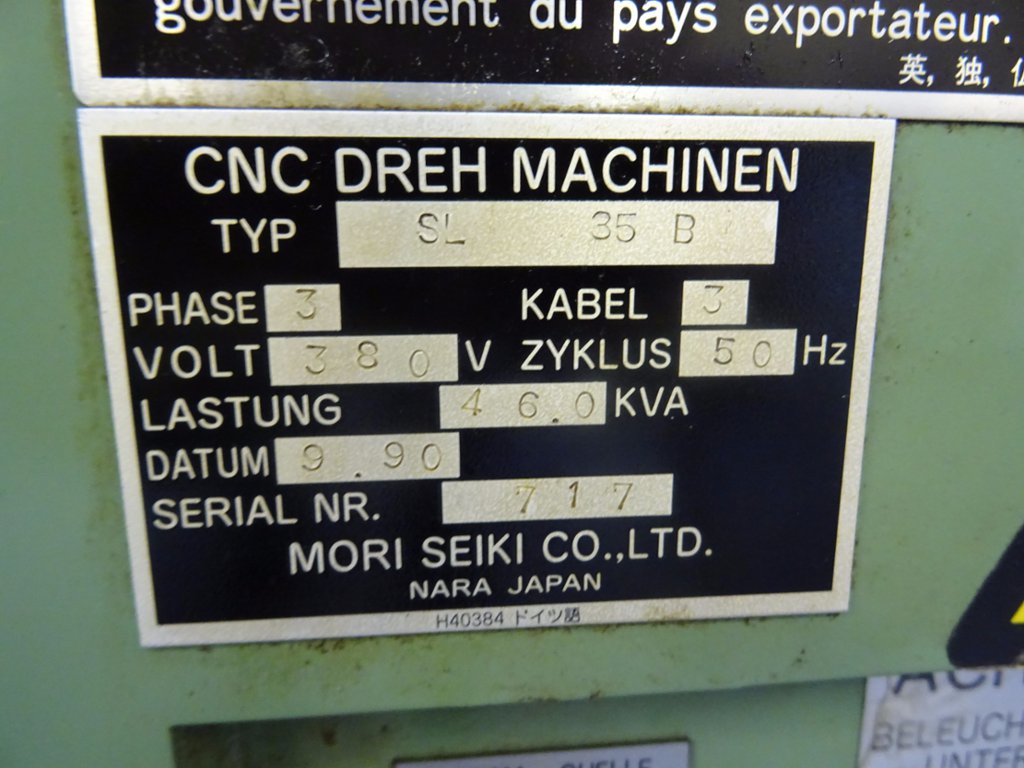 gouvernement du pays exportateur.
英, 独,
CNC DREH MACHINEN
TYP SL 35 B
PHASE 3 KABEL 3
VOLT 380 V ZYKLUS 50 Hz
LASTUNG 46.0 KVA
DATUM 9.90
SERIAL NR. 717
MORI SEIKI CO.,LTD.
NARA JAPAN
H40384 ドイツ語
BELEUCH
UNTER